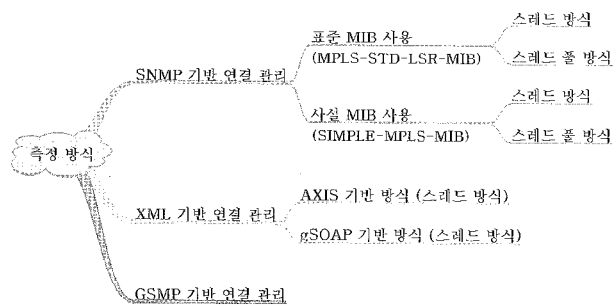 측정 방식
SNMP 기반 연결 관리
표준 MIB 사용
(MPLS-STD-LSR-MIB)
스레드 방식
스레드 풀 방식
사설 MIB 사용
(SIMPLE-MPLS-MIB)
스레드 방식
스레드 풀 방식
XML 기반 연결 관리
AXIS 기반 방식 (스레드 방식)
gSOAP 기반 방식 (스레드 방식)
GSMP 기반 연결 관리